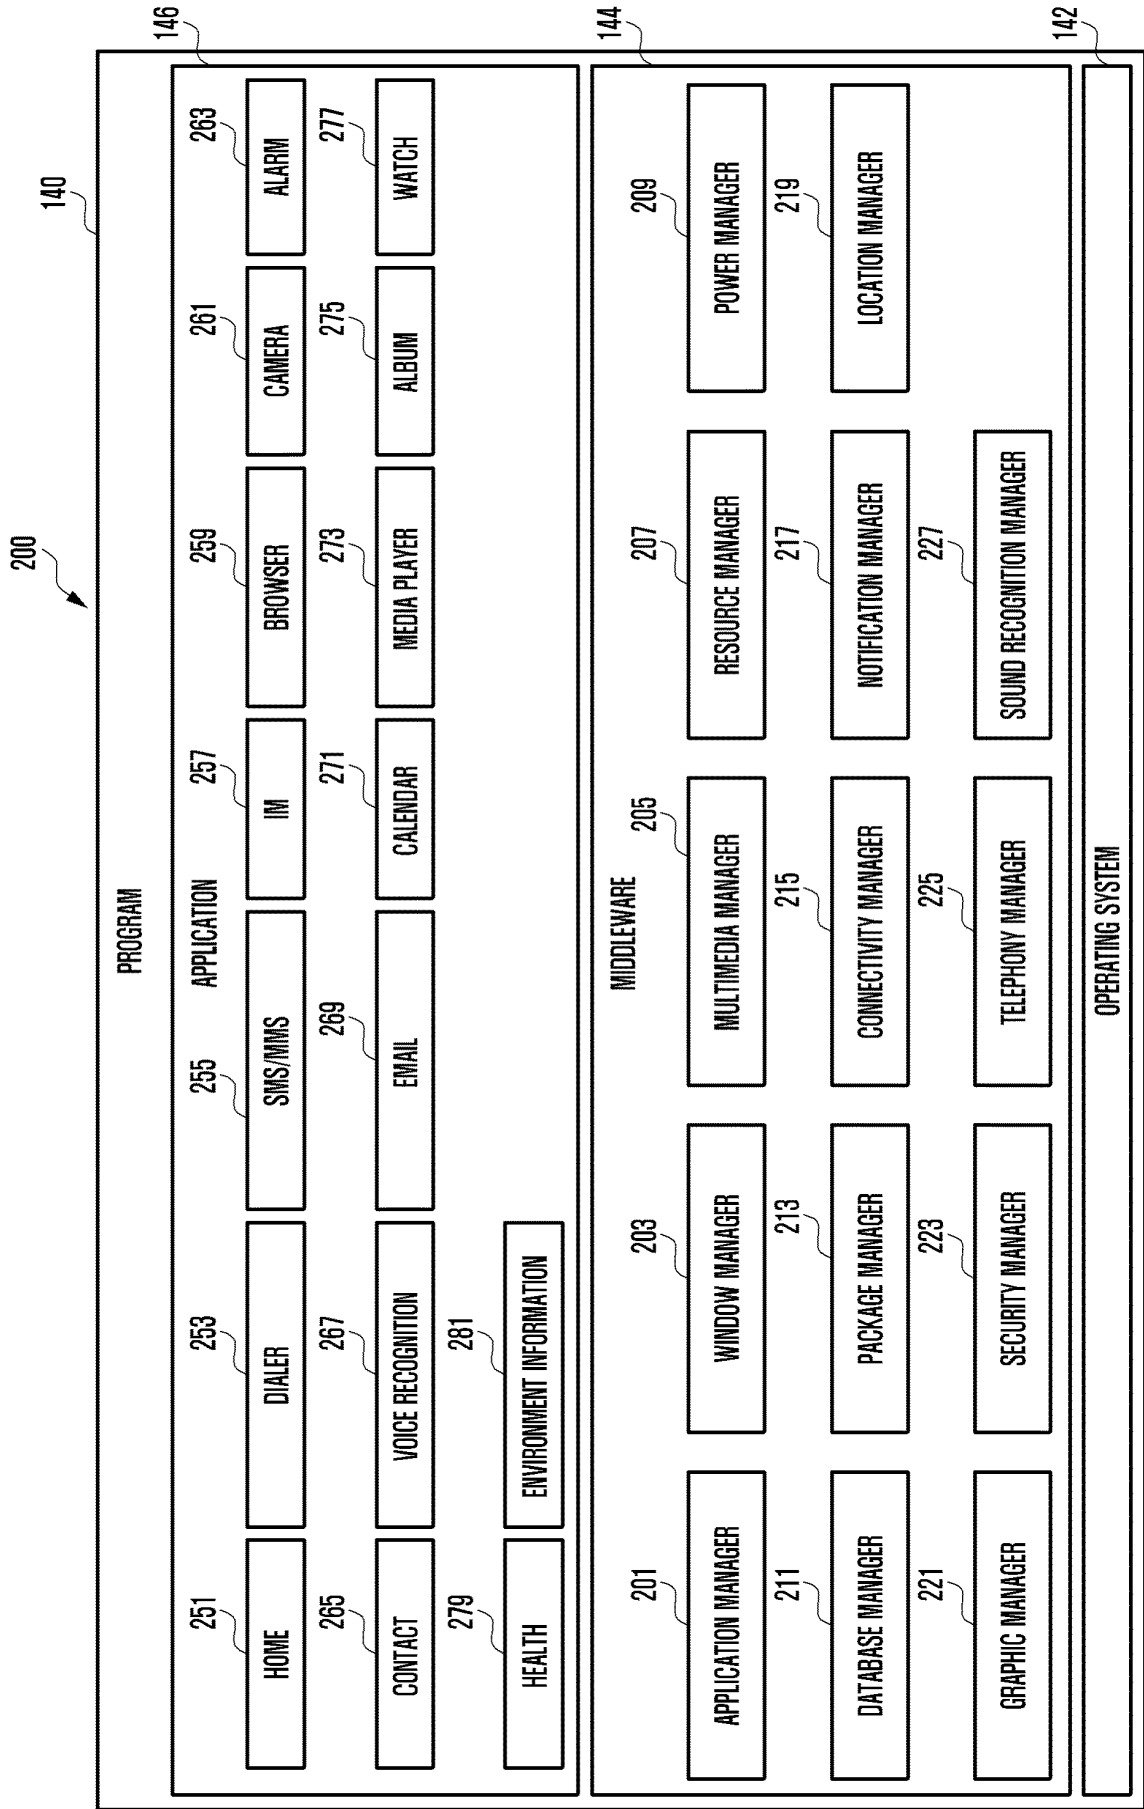 200
140
PROGRAM
146
APPLICATION
251 253 255 257 259 261 263
HOME DIALER SMS/MMS IM BROWSER CAMERA ALARM
265 267 269 271 273 275 277
CONTACT VOICE RECOGNITION EMAIL CALENDAR MEDIA PLAYER ALBUM WATCH
279 281
HEALTH ENVIRONMENT INFORMATION
144
MIDDLEWARE
201 203 205 207 209
APPLICATION MANAGER WINDOW MANAGER MULTIMEDIA MANAGER RESOURCE MANAGER POWER MANAGER
211 213 215 217 219
DATABASE MANAGER PACKAGE MANAGER CONNECTIVITY MANAGER NOTIFICATION MANAGER LOCATION MANAGER
221 223 225 227
GRAPHIC MANAGER SECURITY MANAGER TELEPHONY MANAGER SOUND RECOGNITION MANAGER
142
OPERATING SYSTEM